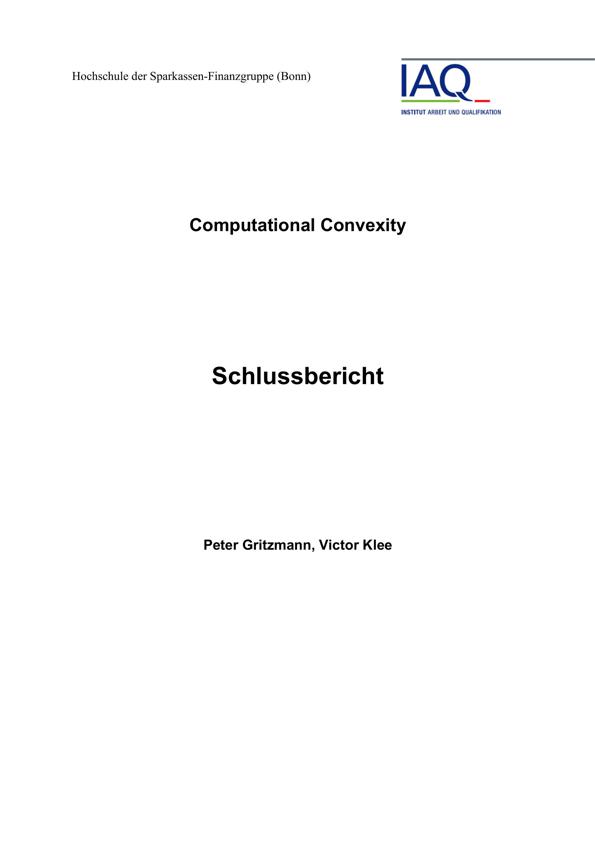 Hochschule der Sparkassen-Finanzgruppe (Bonn)
IAQ
INSTITUT ARBEIT UND QUALIFIKATION
Computational Convexity
Schlussbericht
Peter Gritzmann, Victor Klee